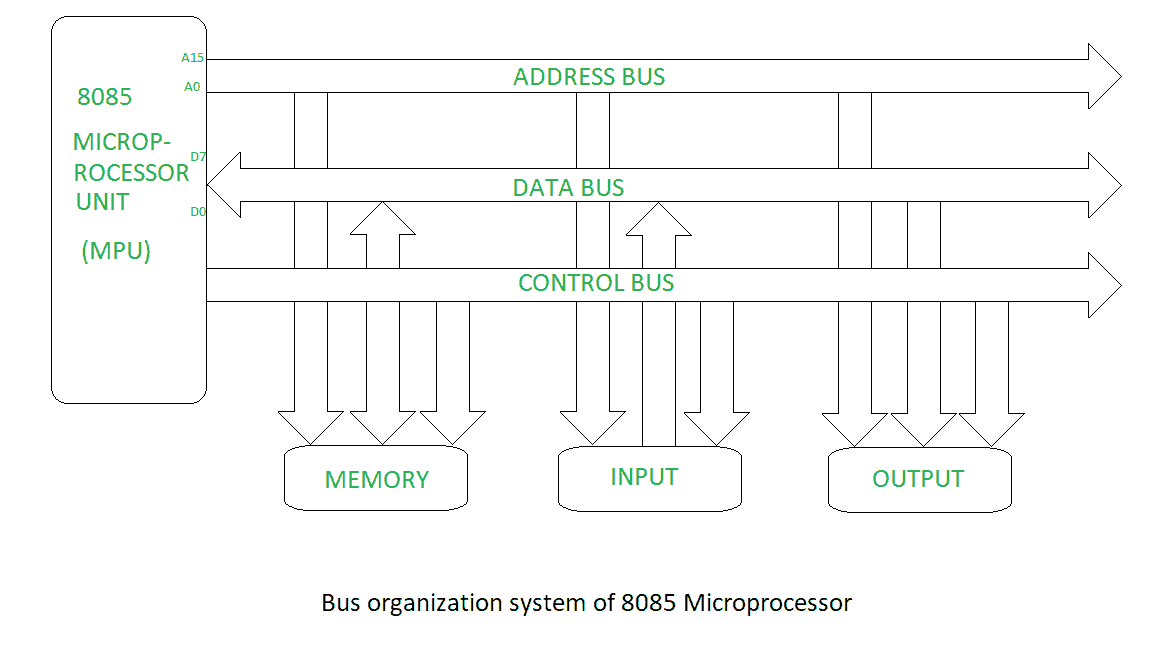 A15
ADDRESS BUS
A0
8085
MICROP-
D7
ROCESSOR
DATA BUS
UNIT
D0
(MPU)
CONTROL BUS
MEMORY
INPUT
OUTPUT
Bus organization system of 8085 Microprocessor